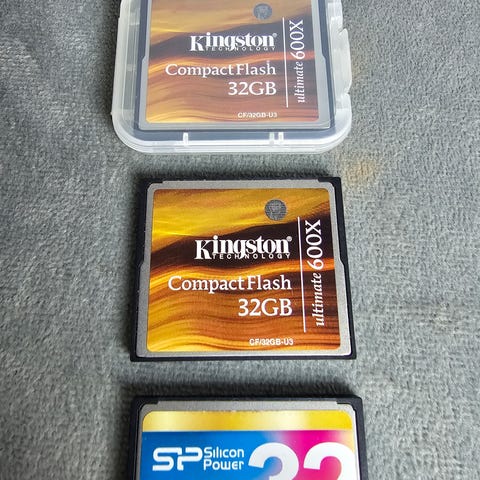 Kingston
TECHNOLOGY
CompactFlash
32GB
ultimate 600X
CF/32GB-U3
Kingston®
TECHNOLOGY
CompactFlash
32GB
ultimate 600X
CF/32GB-U3
SP Silicon
Power
32